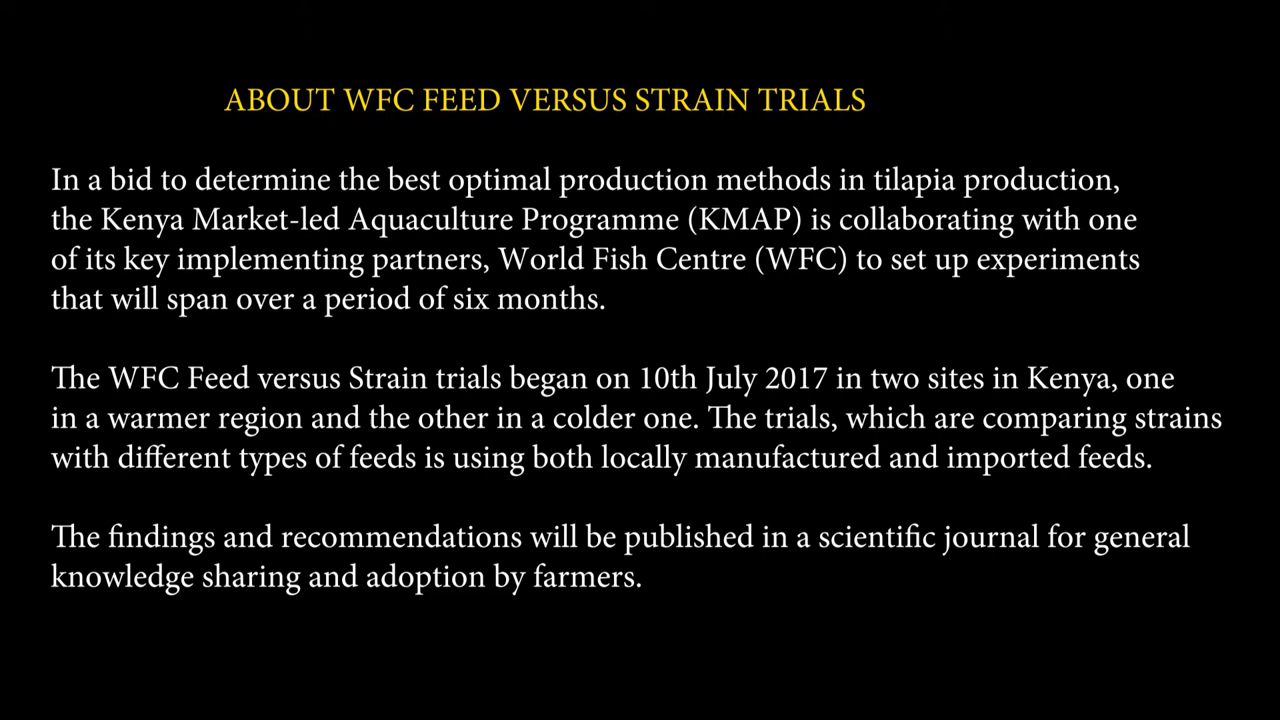 ABOUT WFC FEED VERSUS STRAIN TRIALS
In a bid to determine the best optimal production methods in tilapia production,
the Kenya Market-led Aquaculture Programme (KMAP) is collaborating with one
of its key implementing partners, World Fish Centre (WFC) to set up experiments
that will span over a period of six months.
The WFC Feed versus Strain trials began on 10th July 2017 in two sites in Kenya, one
in a warmer region and the other in a colder one. The trials, which are comparing strains
with different types of feeds is using both locally manufactured and imported feeds.
The findings and recommendations will be published in a scientific journal for general
knowledge sharing and adoption by farmers.